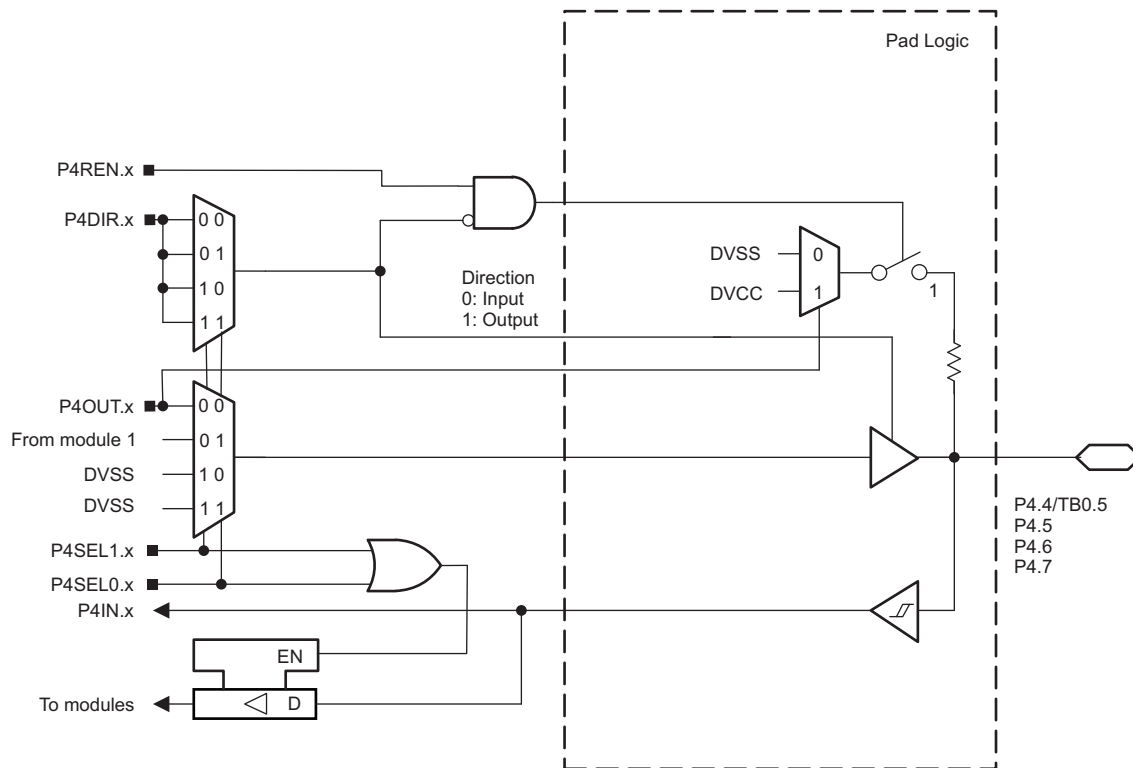 Pad Logic
P4REN.x
P4DIR.x
0 0
0 1
1 0
1 1
Direction
0: Input
1: Output
DVSS
0
DVCC
1
1
P4OUT.x
0 0
From module 1
0 1
DVSS
1 0
DVSS
1 1
P4SEL1.x
P4SEL0.x
P4IN.x
EN
To modules
D
P4.4/TB0.5
P4.5
P4.6
P4.7